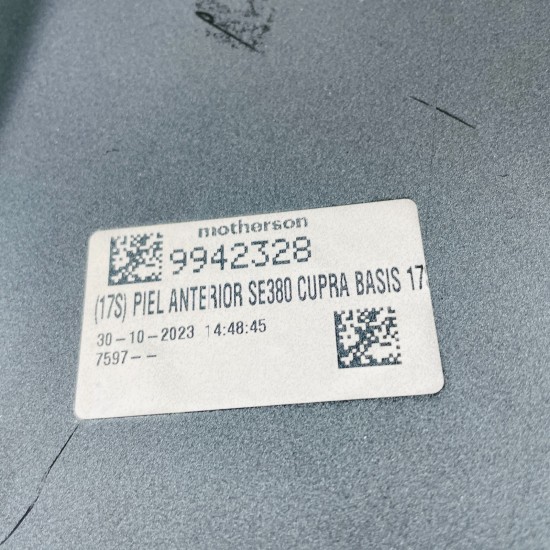 motherson
9942328
(17S) PIEL ANTERIOR SE380 CUPRA BASIS 17
30-10-2023 14:48:45
7597--